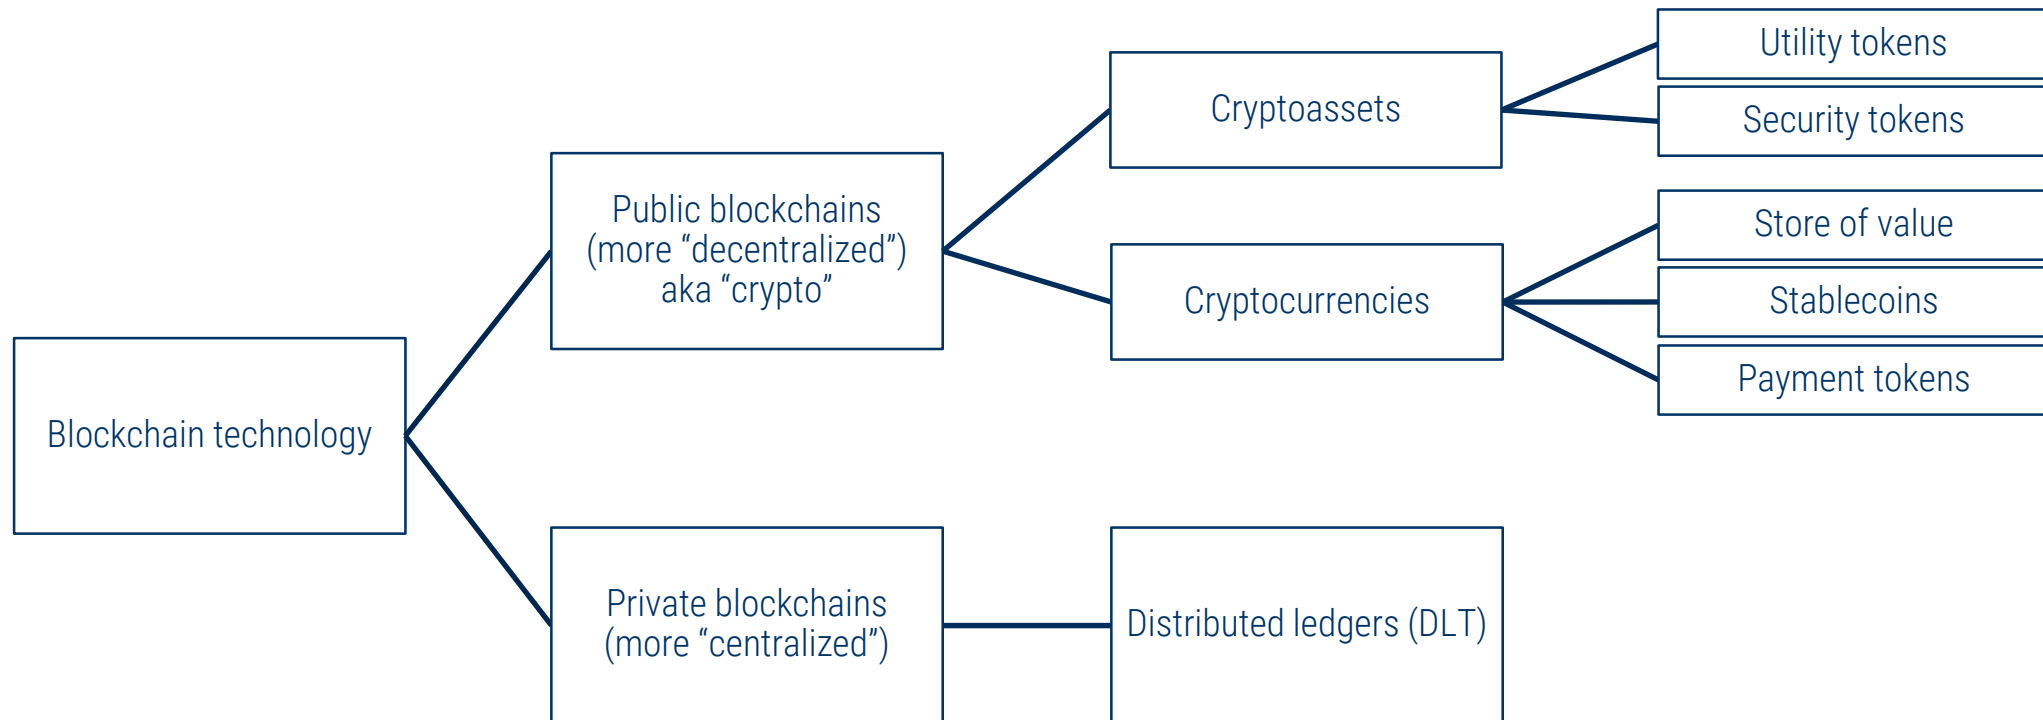 Blockchain technology
Public blockchains
(more “decentralized”)
aka “crypto”
Private blockchains
(more “centralized”)
Cryptoassets
Cryptocurrencies
Distributed ledgers (DLT)
Utility tokens
Security tokens
Store of value
Stablecoins
Payment tokens